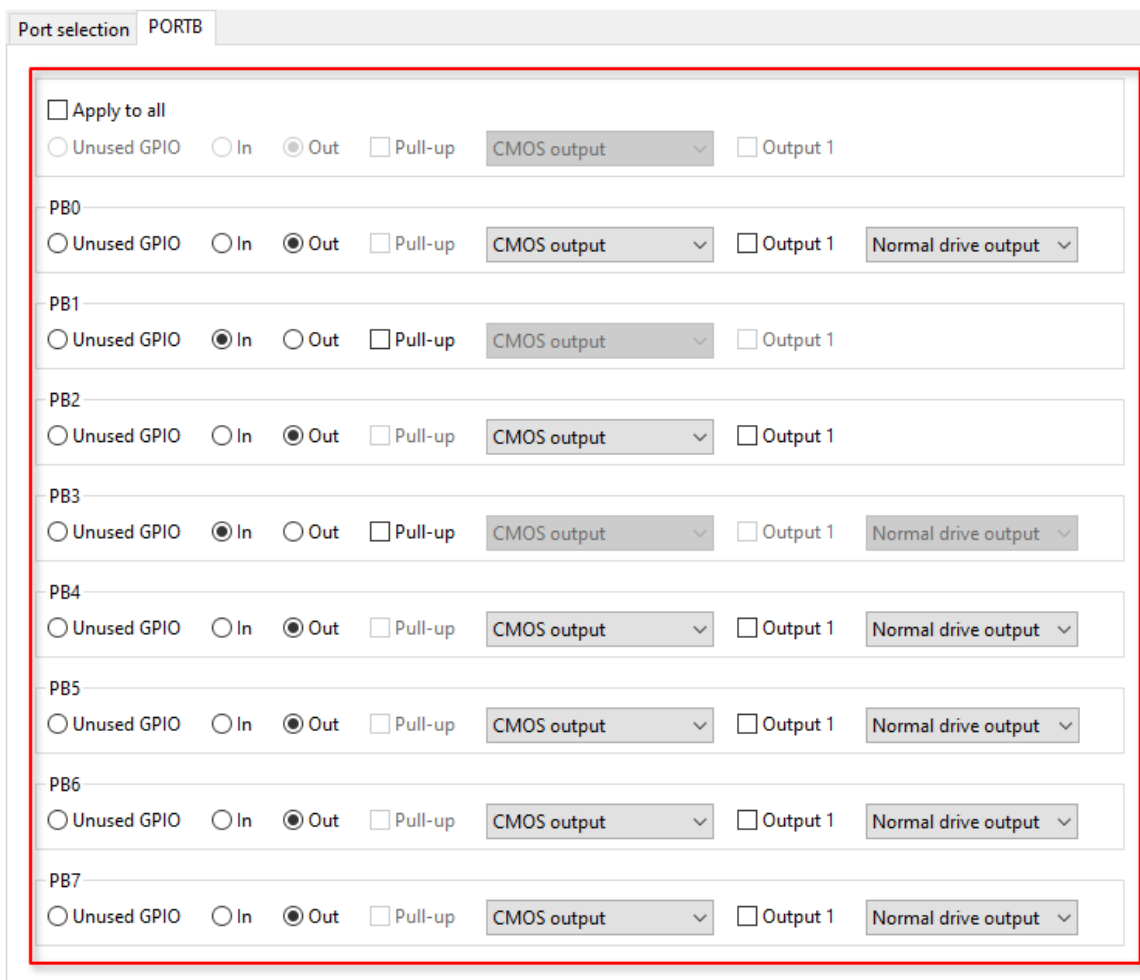 Port selection PORTB
Apply to all
Unused GPIO In Out Pull-up CMOS output Output 1
PB0
Unused GPIO In Out Pull-up CMOS output Output 1 Normal drive output
PB1
Unused GPIO In Out Pull-up CMOS output Output 1
PB2
Unused GPIO In Out Pull-up CMOS output Output 1
PB3
Unused GPIO In Out Pull-up CMOS output Output 1 Normal drive output
PB4
Unused GPIO In Out Pull-up CMOS output Output 1 Normal drive output
PB5
Unused GPIO In Out Pull-up CMOS output Output 1 Normal drive output
PB6
Unused GPIO In Out Pull-up CMOS output Output 1 Normal drive output
PB7
Unused GPIO In Out Pull-up CMOS output Output 1 Normal drive output